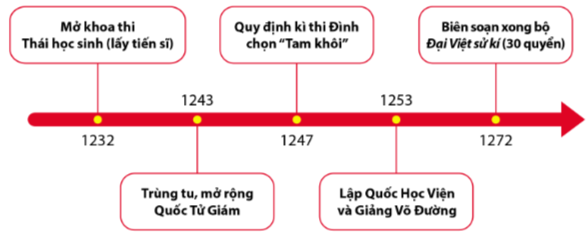 Mở khoa thi
Thái học sinh (lấy tiến sĩ)
Quy định kì thi Đình
chọn “Tam khôi”
Biên soạn xong bộ
Đại Việt sử kí (30 quyển)
1243
1253
1232
1247
1272
Trùng tu, mở rộng
Quốc Tử Giám
Lập Quốc Học Viện
và Giảng Võ Đường